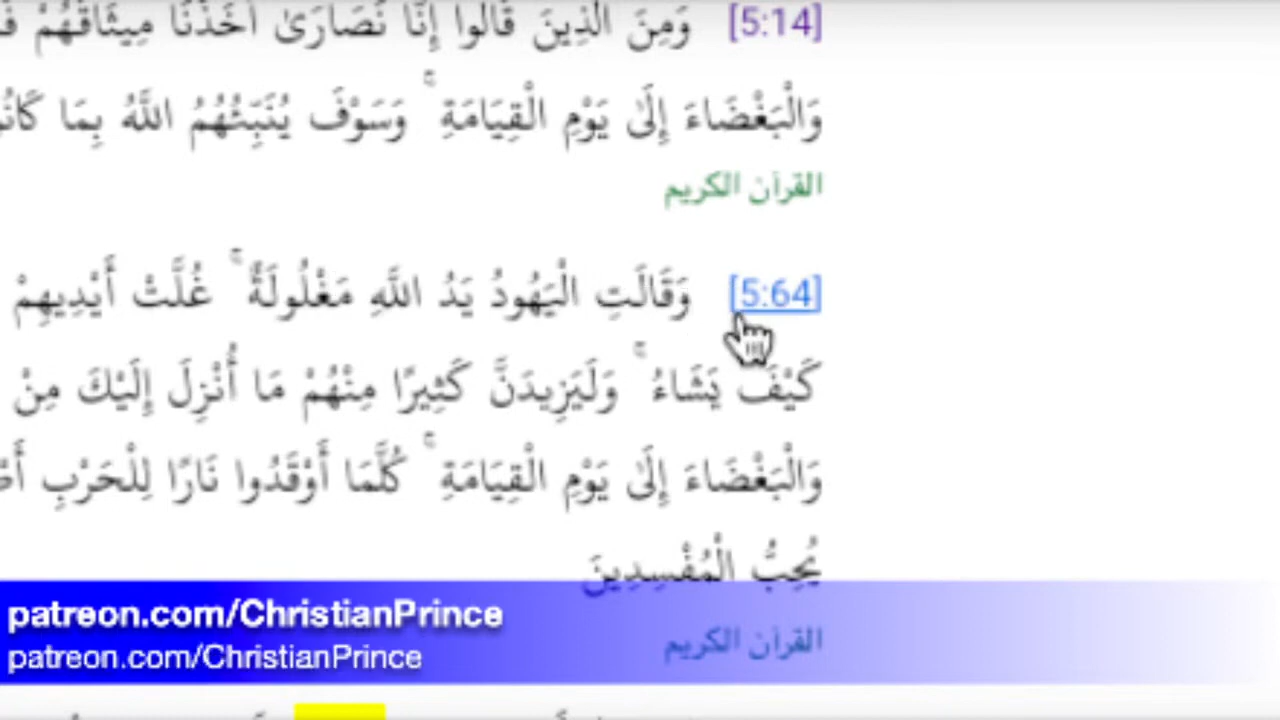 [5:14] وَمِنَ الَّذِينَ قَالُوا إِنَّا نَصَارَىٰ أَخَذْنَا مِيثَاقَهُمْ
وَالْبَغْضَاءَ إِلَىٰ يَوْمِ الْقِيَامَةِ ۚ وَسَوْفَ يُنَبِّئُهُمُ اللَّهُ بِمَا
القرآن الكريم
[5:64] وَقَالَتِ الْيَهُودُ يَدُ اللَّهِ مَغْلُولَةٌ ۚ غُلَّتْ أَيْدِيهِمْ
كَيْفَ يَشَاءُ ۚ وَلَيَزِيدَنَّ كَثِيرًا مِنْهُمْ مَا أُنْزِلَ إِلَيْكَ مِنْ
وَالْبَغْضَاءَ إِلَىٰ يَوْمِ الْقِيَامَةِ ۚ كُلَّمَا أَوْقَدُوا نَارًا لِلْحَرْبِ
يُحِبُّ الْمُفْسِدِينَ
patreon.com/ChristianPrince
patreon.com/ChristianPrince
القرآن الكريم